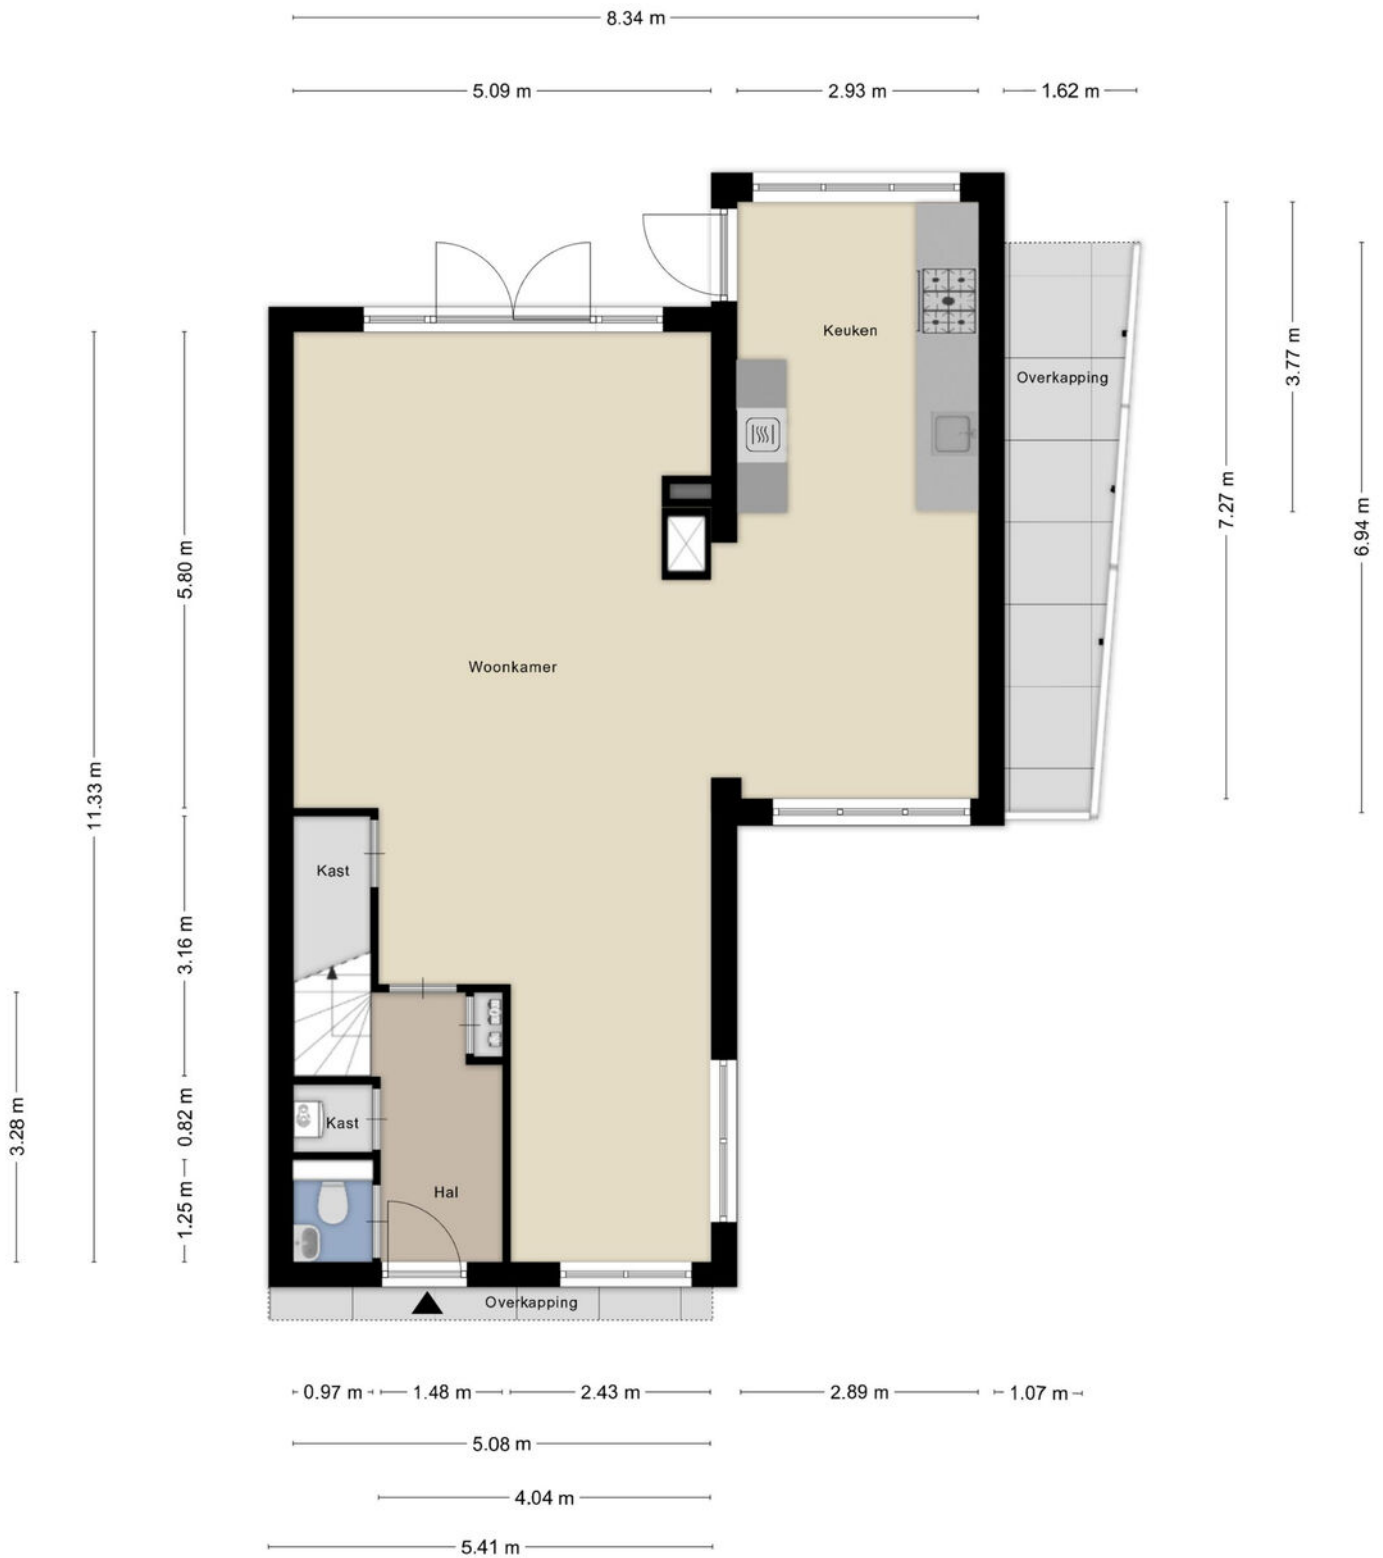 8.34 m
5.09 m
2.93 m
1.62 m
Keuken
3.77 m
Overkapping
7.27 m
6.94 m
5.80 m
Woonkamer
11.33 m
Kast
3.16 m
3.28 m
0.82 m
Kast
1.25 m
Hal
Overkapping
0.97 m
1.48 m
2.43 m
2.89 m
1.07 m
5.08 m
4.04 m
5.41 m